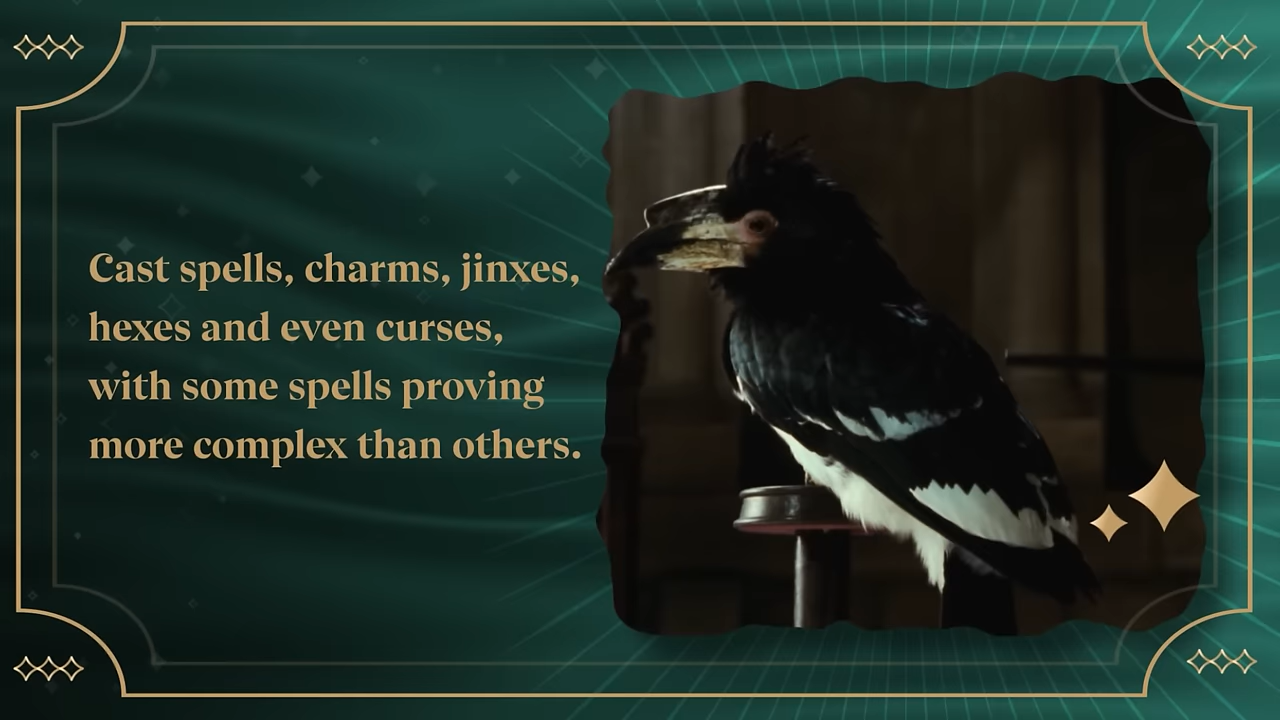 Cast spells, charms, jinxes,
hexes and even curses,
with some spells proving
more complex than others.